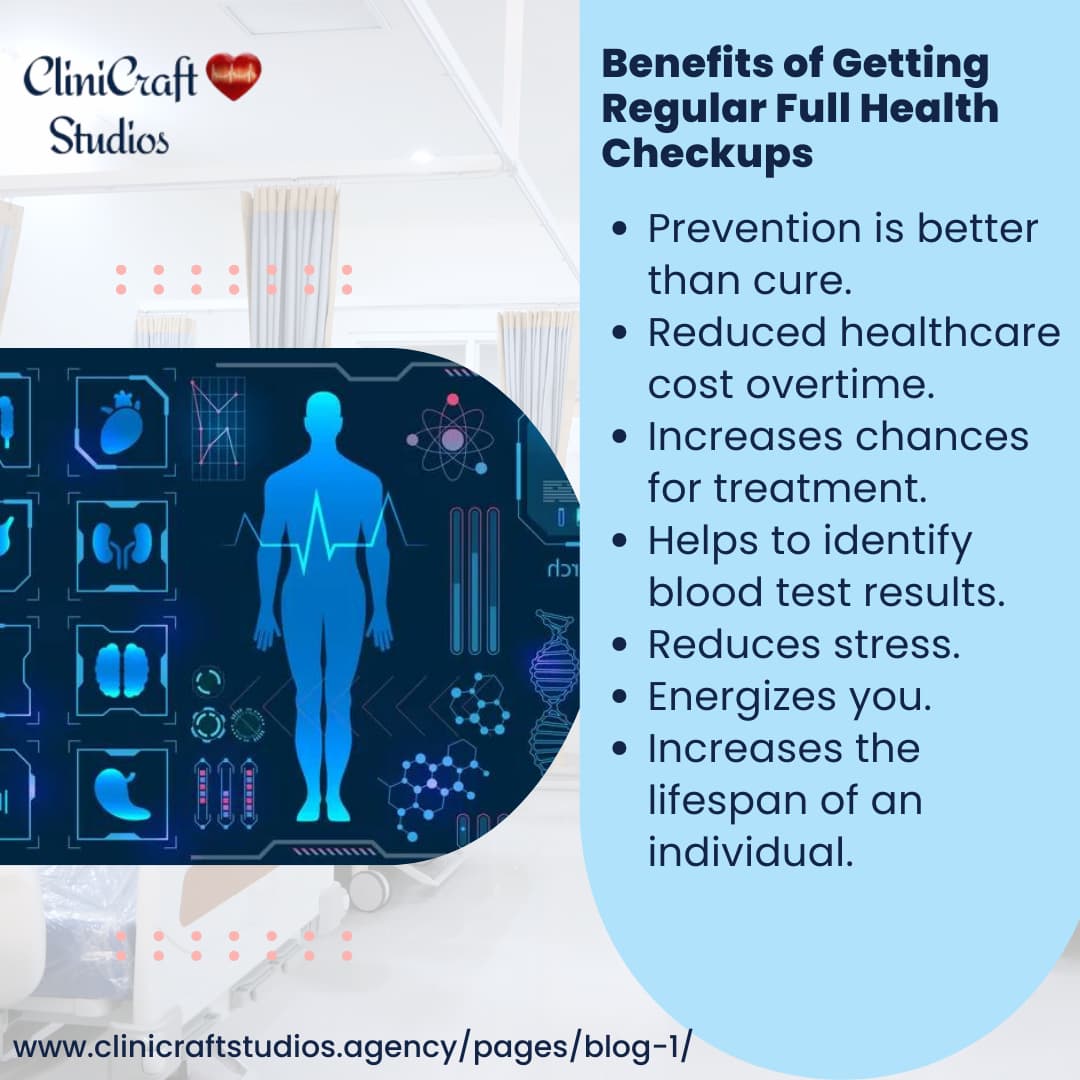 CliniCraft
Studios
Benefits of Getting
Regular Full Health
Checkups
• Prevention is better
than cure.
• Reduced healthcare
cost overtime.
• Increases chances
for treatment.
• Helps to identify
blood test results.
• Reduces stress.
• Energizes you.
• Increases the
lifespan of an
individual.
www.clinicraftstudios.agency/pages/blog-1/